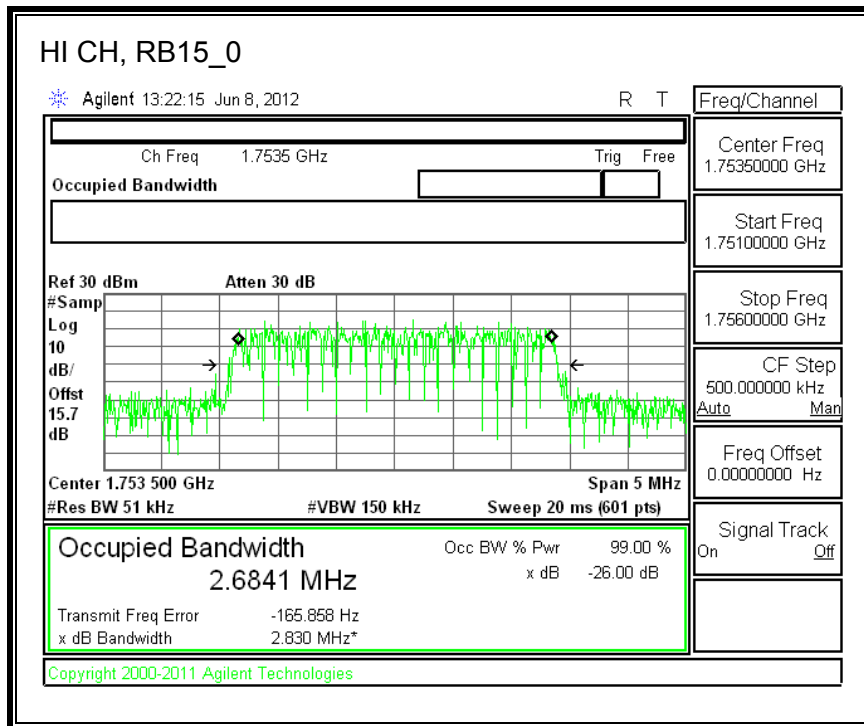 HI CH, RB15_0
Agilent 13:22:15 Jun 8, 2012 R T
Ch Freq 1.7535 GHz Trig Free
Occupied Bandwidth
Ref 30 dBm Atten 30 dB
#Samp
Log
10
dB/
Offst
15.7
dB
Center 1.753 500 GHz Span 5 MHz
#Res BW 51 kHz #VBW 150 kHz Sweep 20 ms (601 pts)
Occupied Bandwidth
2.6841 MHz
Occ BW % Pwr 99.00 %
x dB -26.00 dB
Transmit Freq Error -165.858 Hz
x dB Bandwidth 2.830 MHz*
Copyright 2000-2011 Agilent Technologies
Freq/Channel
Center Freq
1.75350000 GHz
Start Freq
1.75100000 GHz
Stop Freq
1.75600000 GHz
CF Step
500.000000 kHz
Auto Man
Freq Offset
0.00000000 Hz
Signal Track
On Off